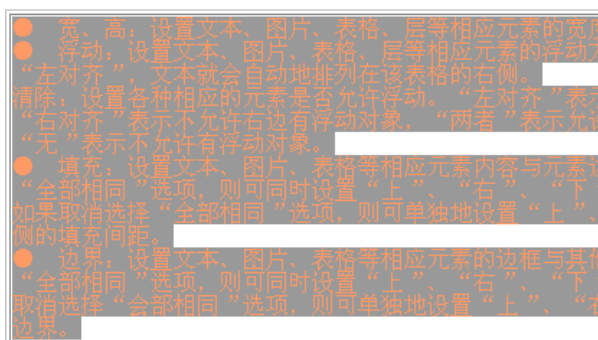 ● 宽、高：设置文本、图片、表格、层等相应元素的宽度
● 浮动：设置文本、图片、表格、层等相应元素的浮动
“左对齐”，文本就会自动地排列在该表格的右侧。
清除：设置各种相应的元素是否允许浮动。“左对齐”表示
“右对齐”表示不允许右边有浮动对象，“两者”表示允许
“无”表示不允许有浮动对象。
● 填充：设置文本、图片、表格等相应元素内容与元素
“全部相同”选项，则可同时设置“上”、“右”、“下
如果取消选择“全部相同”选项，则可单独地设置“上”、
侧的填充间距。
● 边界：设置文本、图片、表格等相应元素的边框与其他
“全部相同”选项，则可同时设置“上”、“右”、“下
取消选择“会部相同”选项，则可单独地设置“上”、“右
边界。